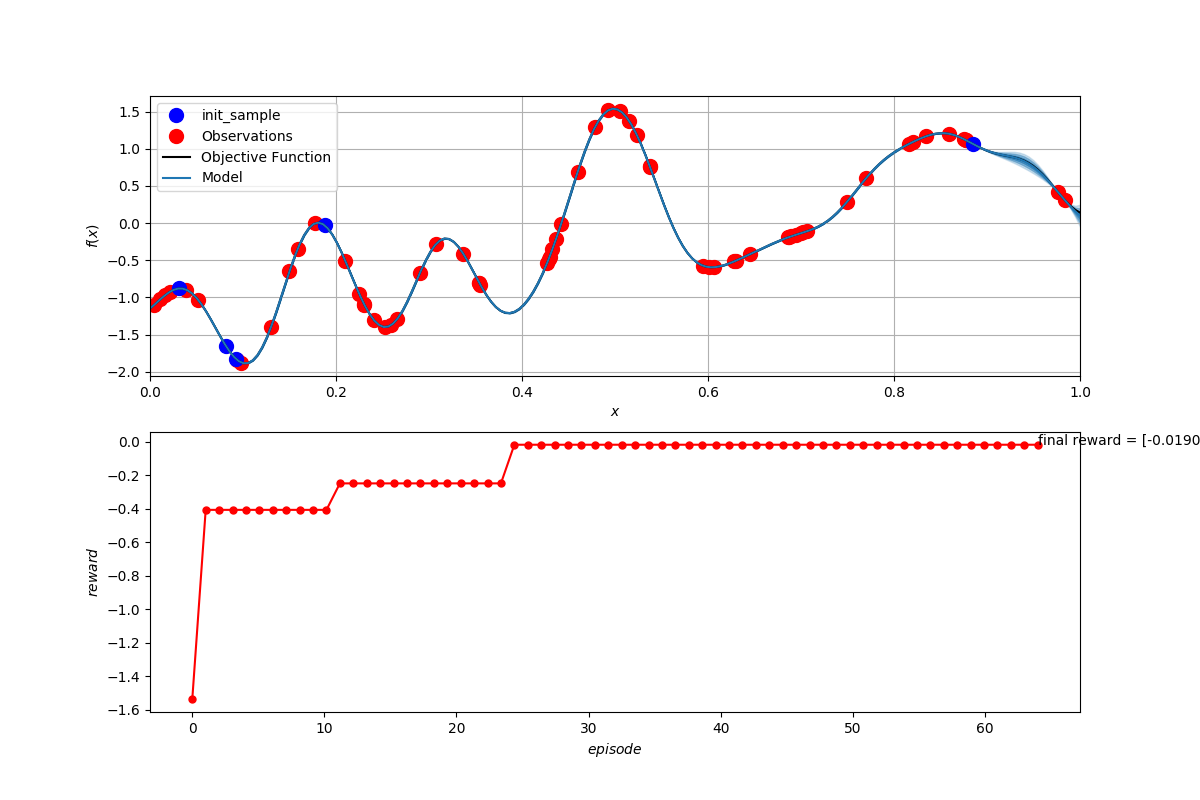 init_sample
Observations
Objective Function
Model
1.5
1.0
0.5
0.0
−0.5
−1.0
−1.5
−2.0
f(x)
0.0 0.2 0.4 0.6 0.8 1.0
x
final reward = [-0.0190
0.0
−0.2
−0.4
−0.6
−0.8
−1.0
−1.2
−1.4
−1.6
reward
0 10 20 30 40 50 60
episode